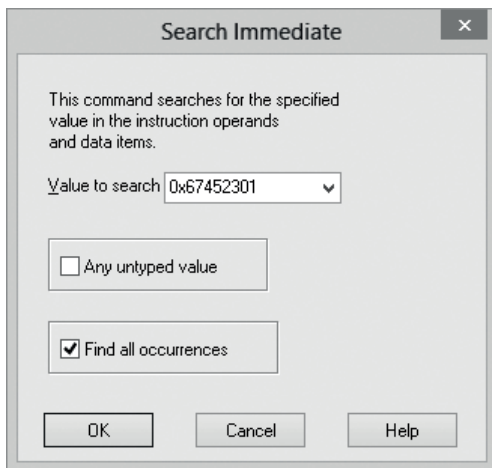 Search Immediate
This command searches for the specified
value in the instruction operands
and data items.
Value to search 0x67452301
Any untyped value
Find all occurrences
OK Cancel Help